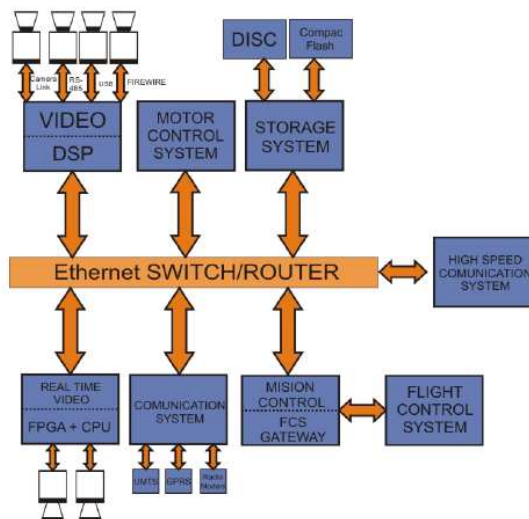 Camera
Link
RS-
485
USB
FIREWIRE
DISC
Compac
Flash
VIDEO
DSP
MOTOR
CONTROL
SYSTEM
STORAGE
SYSTEM
Ethernet SWITCH/ROUTER
HIGH SPEED
COMUNICATION
SYSTEM
REAL TIME
VIDEO
FPGA + CPU
COMUNICATION
SYSTEM
MISION
CONTROL
FCS
GATEWAY
FLIGHT
CONTROL
SYSTEM
UMTS
GPRS
Radio
Modem